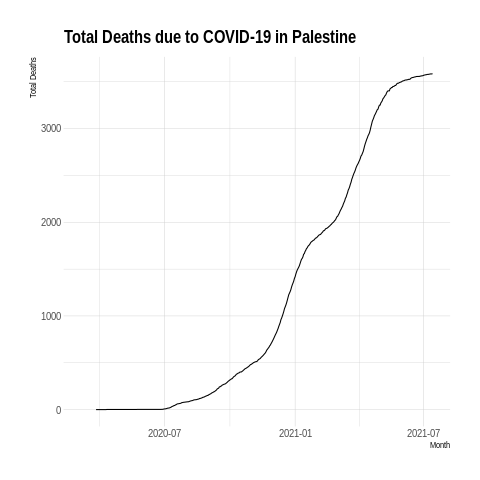 Total Deaths due to COVID-19 in Palestine
Total Deaths
3000
2000
1000
0
2020-07 2021-01 2021-07
Month